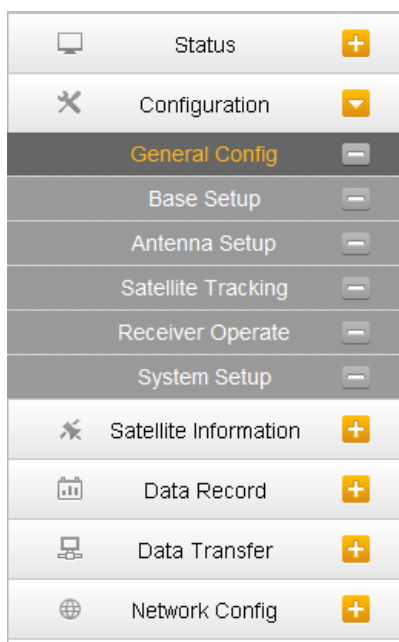 Status
Configuration
General Config
Base Setup
Antenna Setup
Satellite Tracking
Receiver Operate
System Setup
Satellite Information
Data Record
Data Transfer
Network Config